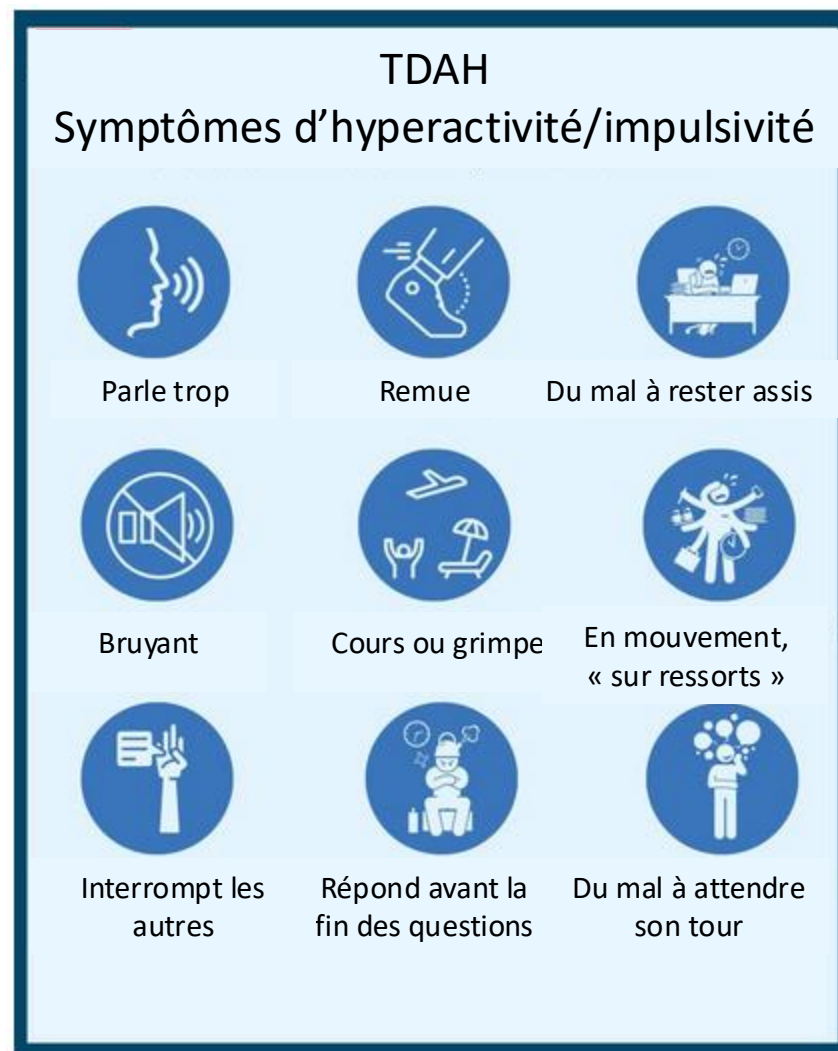 TDAH
Symptômes d’hyperactivité/impulsivité
Parle trop
Remue
Du mal à rester assis
Bruyant
Cours ou grimpe
En mouvement,
« sur ressorts »
Interrompt les
autres
Répond avant la
fin des questions
Du mal à attendre
son tour